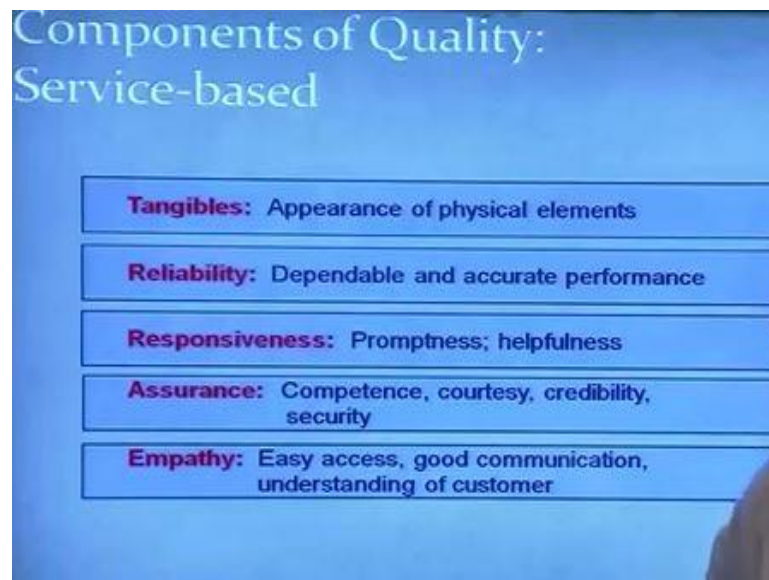 Components of Quality:
Service-based
Tangibles: Appearance of physical elements
Reliability: Dependable and accurate performance
Responsiveness: Promptness; helpfulness
Assurance: Competence, courtesy, credibility,
security
Empathy: Easy access, good communication,
understanding of customer